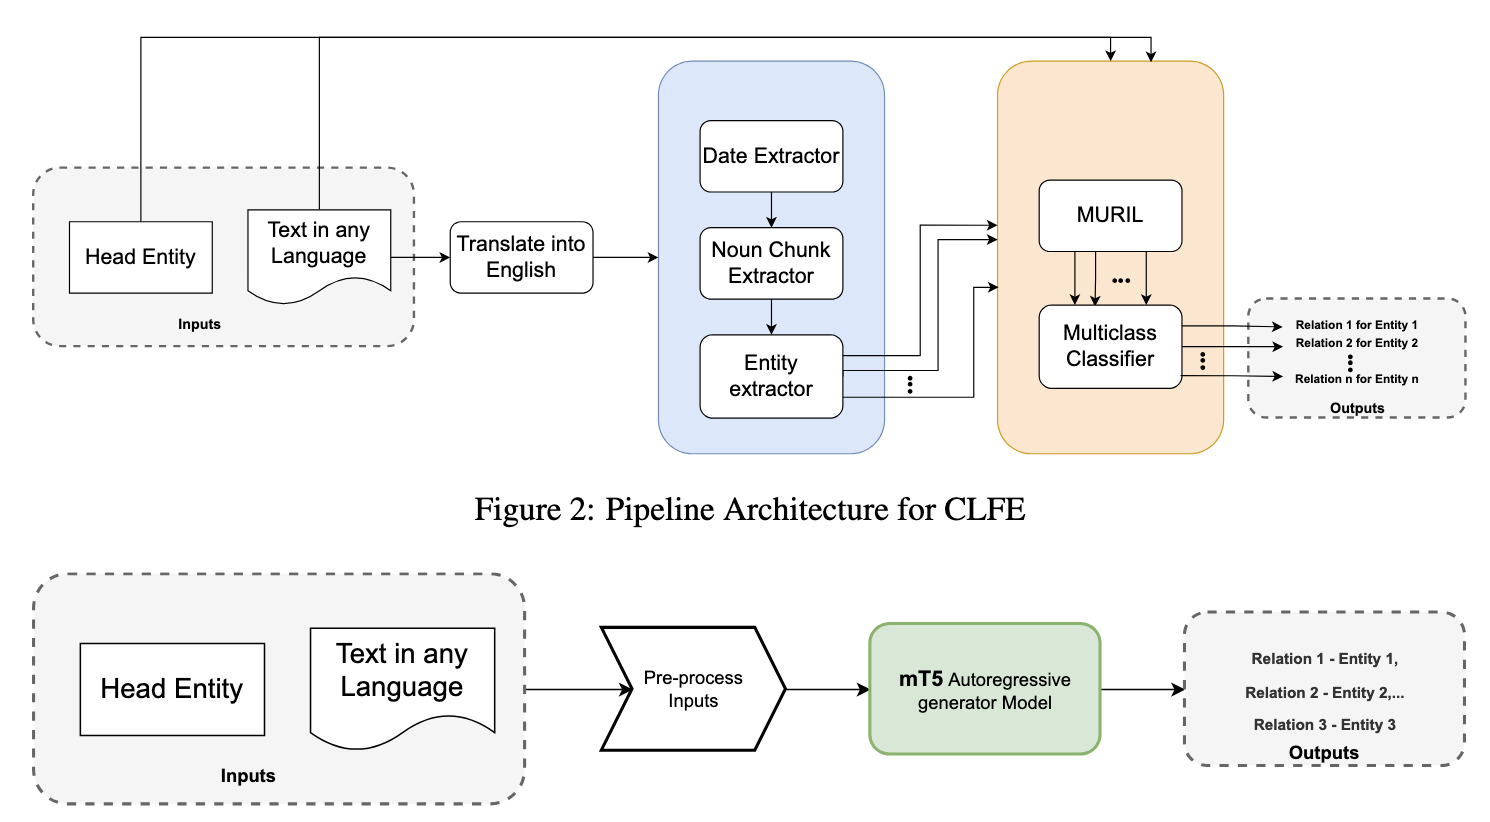 Head Entity
Text in any
Language
Inputs
Translate into
English
Date Extractor
Noun Chunk
Extractor
Entity
extractor
MURIL
...
Multiclass
Classifier
Relation 1 for Entity 1
Relation 2 for Entity 2
Relation n for Entity n
Outputs
Figure 2: Pipeline Architecture for CLFE
Head Entity
Text in any
Language
Inputs
Pre-process
Inputs
mT5 Autoregressive
generator Model
Relation 1 - Entity 1,
Relation 2 - Entity 2,...
Relation 3 - Entity 3
Outputs